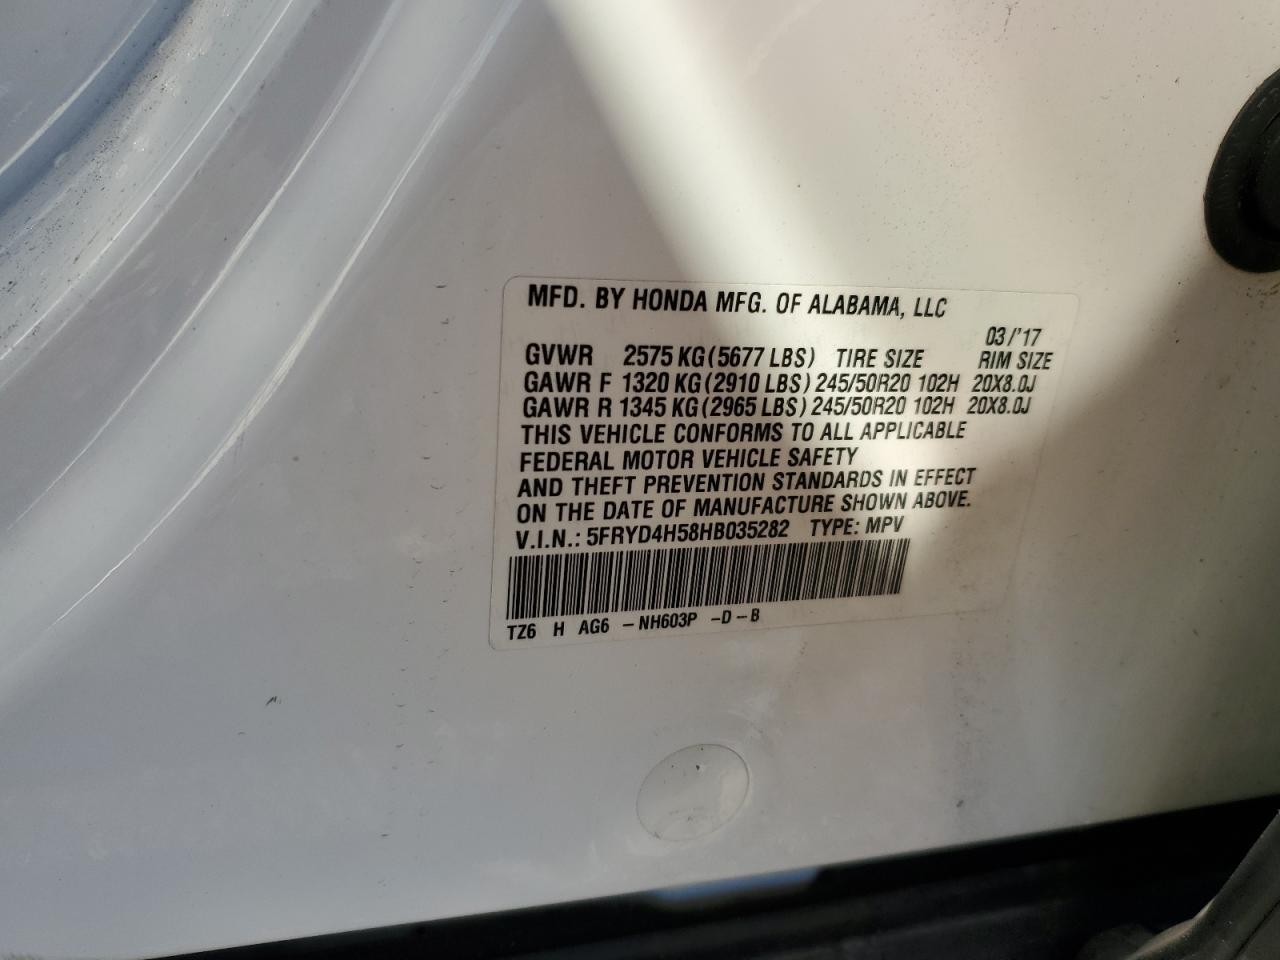 MFD. BY HONDA MFG. OF ALABAMA, LLC
03/'17
GVWR 2575 KG (5677 LBS) TIRE SIZE RIM SIZE
GAWR F 1320 KG (2910 LBS) 245/50R20 102H 20X8.0J
GAWR R 1345 KG (2965 LBS) 245/50R20 102H 20X8.0J
THIS VEHICLE CONFORMS TO ALL APPLICABLE
FEDERAL MOTOR VEHICLE SAFETY
AND THEFT PREVENTION STANDARDS IN EFFECT
ON THE DATE OF MANUFACTURE SHOWN ABOVE.
V.I.N.: 5FRYD4H58HB035282 TYPE: MPV
TZ6 H AG6 - NH603P -D-B